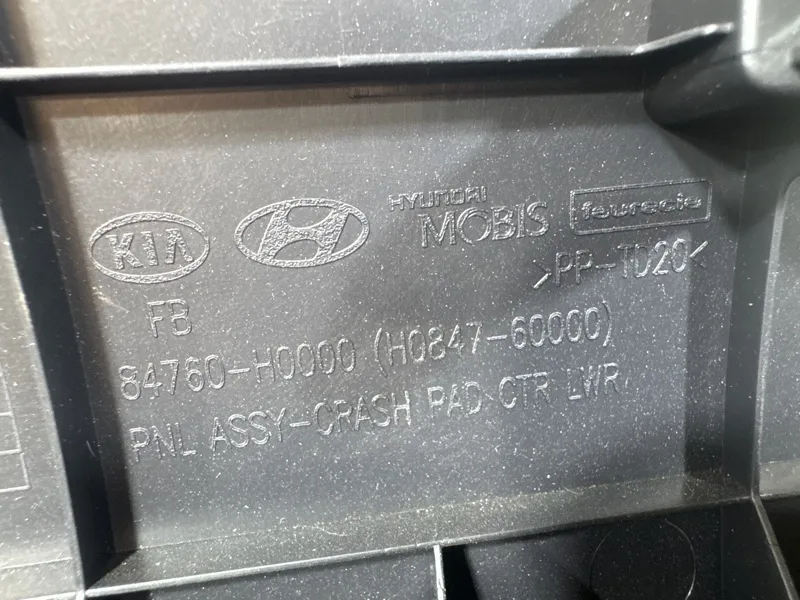 KIA
HYUNDAI
MOBIS
faurecia
>PP-TD20<
FB
84760-H0000 (H0847-60000)
PNL ASSY-CRASH PAD CTR LWR